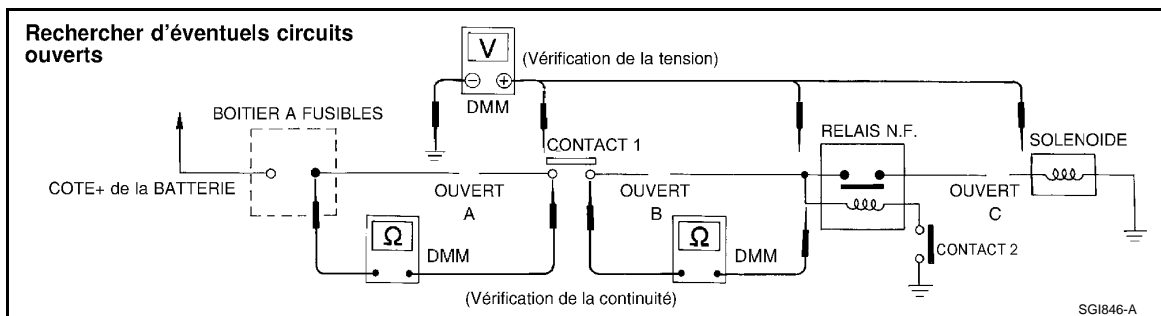 Rechercher d'éventuels circuits
ouverts
V
(Vérification de la tension)
DMM
BOITIER A FUSIBLES
CONTACT 1
RELAIS N.F.
SOLENOIDE
COTE+ de la BATTERIE
OUVERT
A
OUVERT
B
OUVERT
C
Ω
DMM
Ω
DMM
CONTACT 2
(Vérification de la continuité)
SGI846-A